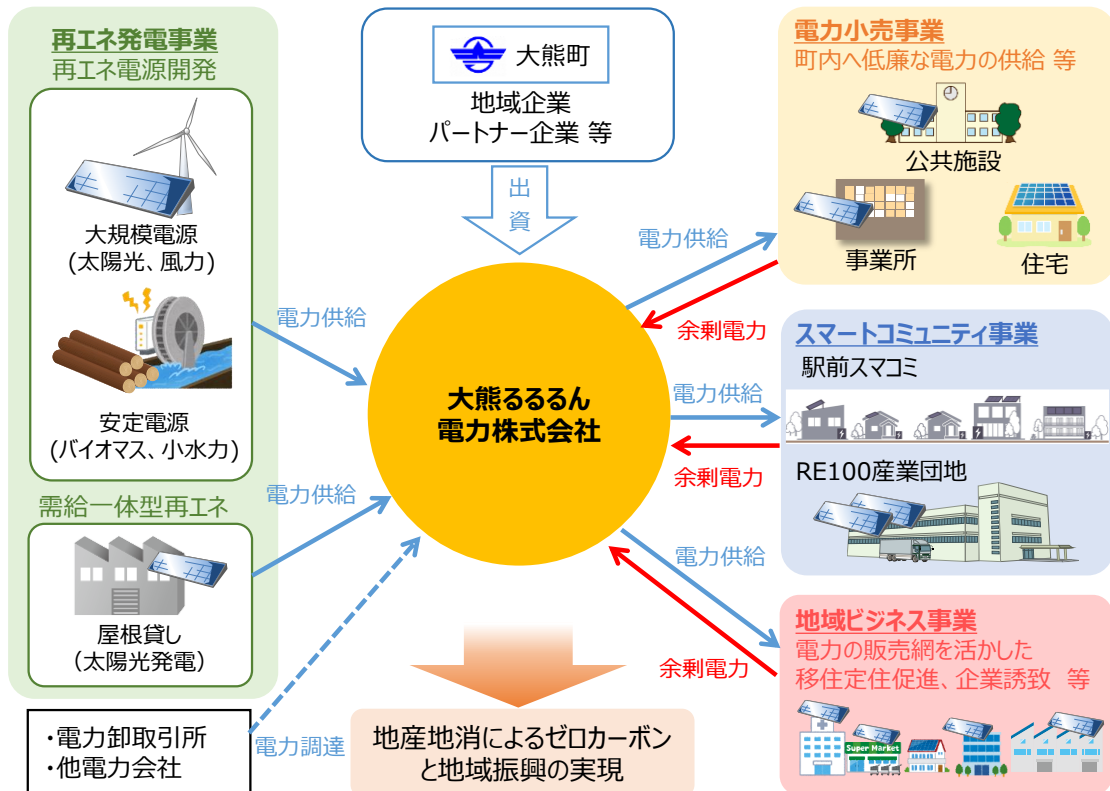 再エネ発電事業
再エネ電源開発
大規模電源
(太陽光、風力)
安定電源
(バイオマス、小水力)
需給一体型再エネ
屋根貸し
(太陽光発電)
・電力卸取引所
・他電力会社
大熊町
地域企業
パートナー企業 等
出
資
電力供給
電力供給
電力調達
大熊るるるん
電力株式会社
地産地消によるゼロカーボン
と地域振興の実現
電力供給
余剰電力
電力供給
余剰電力
電力供給
余剰電力
電力小売事業
町内へ低廉な電力の供給 等
公共施設
事業所
住宅
スマートコミュニティ事業
駅前スマコミ
RE100産業団地
地域ビジネス事業
電力の販売網を活かした
移住定住促進、企業誘致 等
Super Market